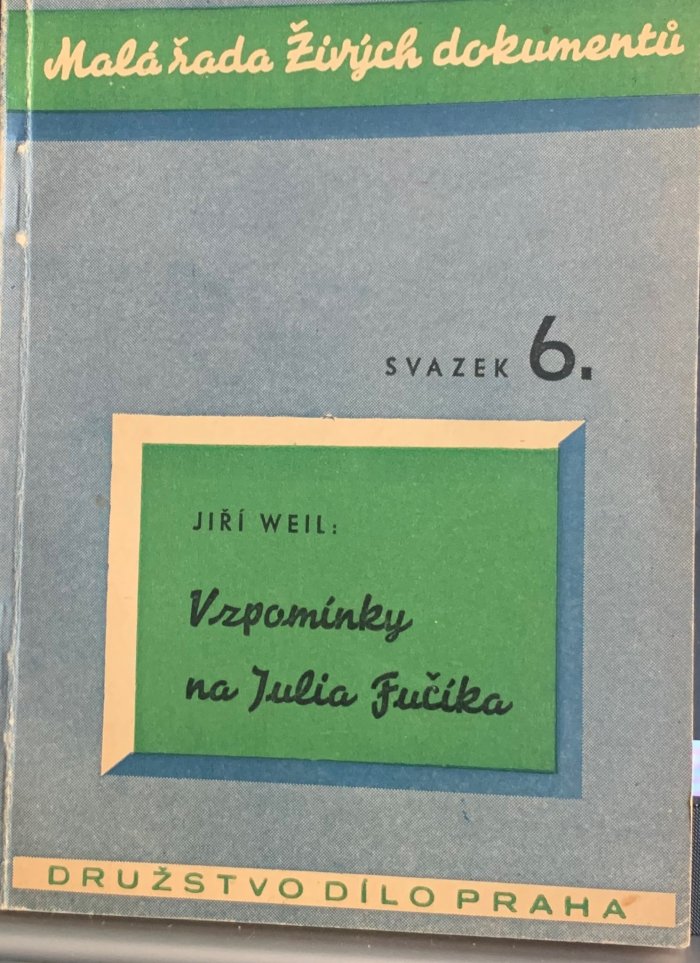 Malá řada Živých dokumentů
SVAZEK 6.
JIŘÍ WEIL:
Vzpomínky
na Julia Fučíka
DRUŽSTVO DÍLO PRAHA